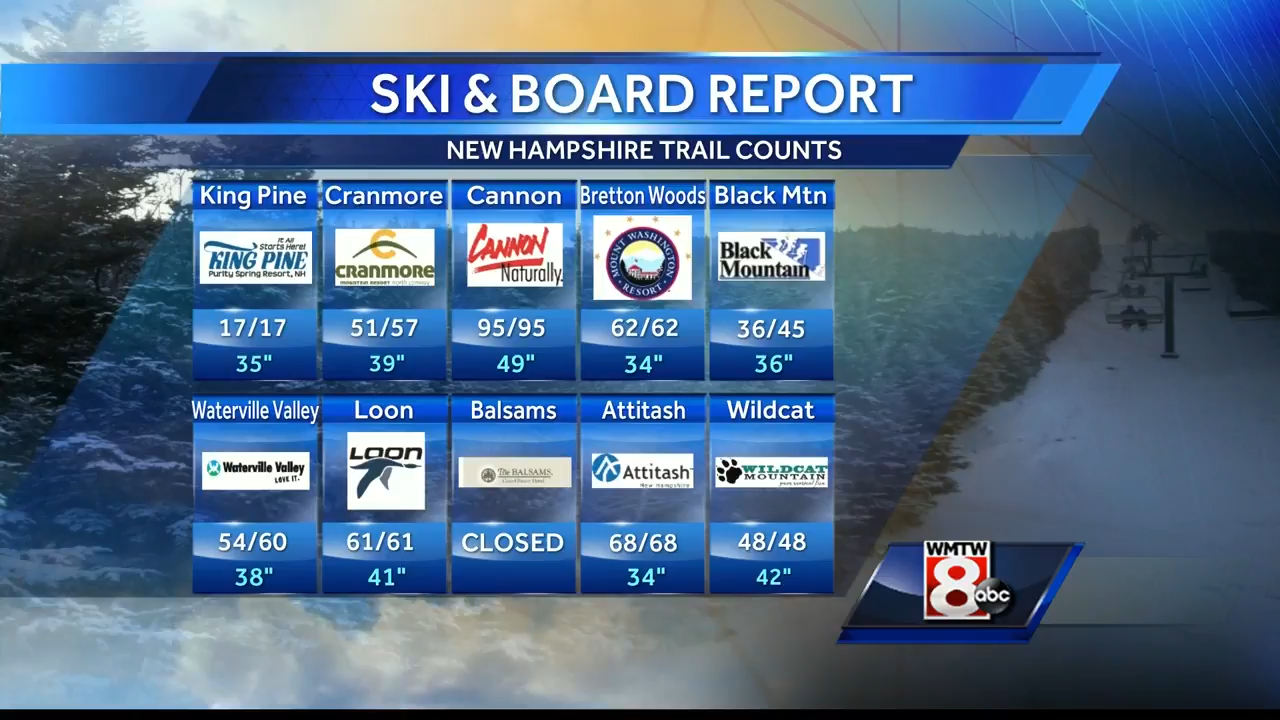 SKI & BOARD REPORT
NEW HAMPSHIRE TRAIL COUNTS
King Pine
Cranmore
Cannon
Bretton Woods
Black Mtn
It All
Starts Here!
KING PINE
Purity Spring Resort, NH
cranmore
MOUNTAIN RESORT north conway
CANNON
Naturally.
MOUNT WASHINGTON
RESORT
Black
Mountain
17/17
51/57
95/95
62/62
36/45
35"
39"
49"
34"
36"
Waterville Valley
Loon
Balsams
Attitash
Wildcat
Waterville Valley
LOVE IT.
LOON
The BALSAMS
Attitash
New Hampshire
WILDCAT
MOUNTAIN
54/60
61/61
CLOSED
68/68
48/48
38"
41"
34"
42"
WMTW
8
abc